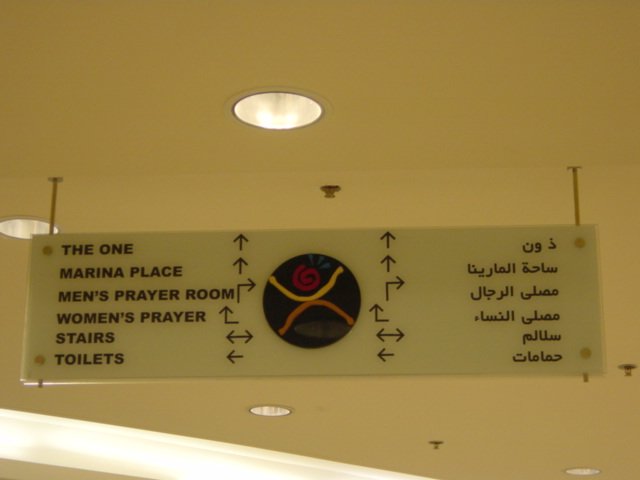 THE ONE
ذ ون
MARINA PLACE
ساحة المارينا
MEN'S PRAYER ROOM
مصلى الرجال
WOMEN'S PRAYER
مصلى النساء
STAIRS
سلالم
TOILETS
حمامات